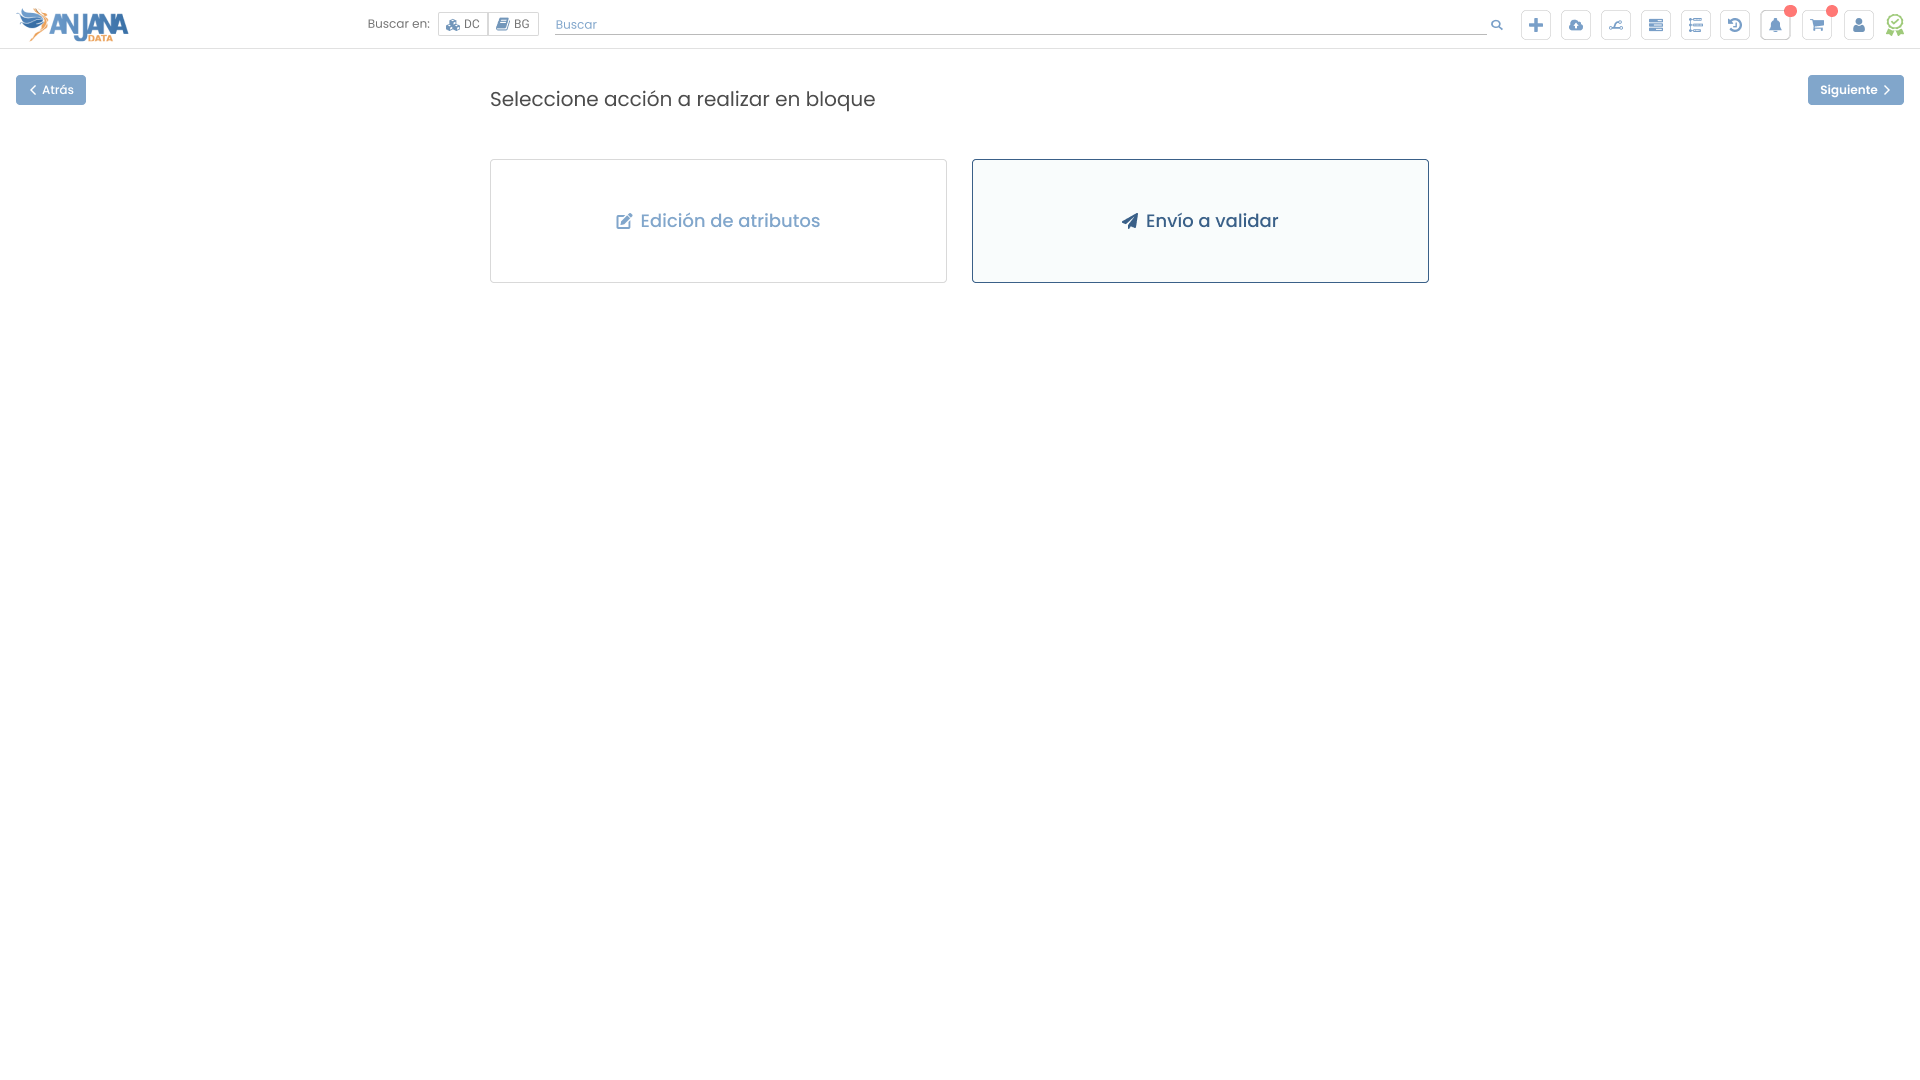 ANJANA
DATA
Buscar en: DC BG Buscar
Atrás
Siguiente
Seleccione acción a realizar en bloque
Edición de atributos
Envío a validar